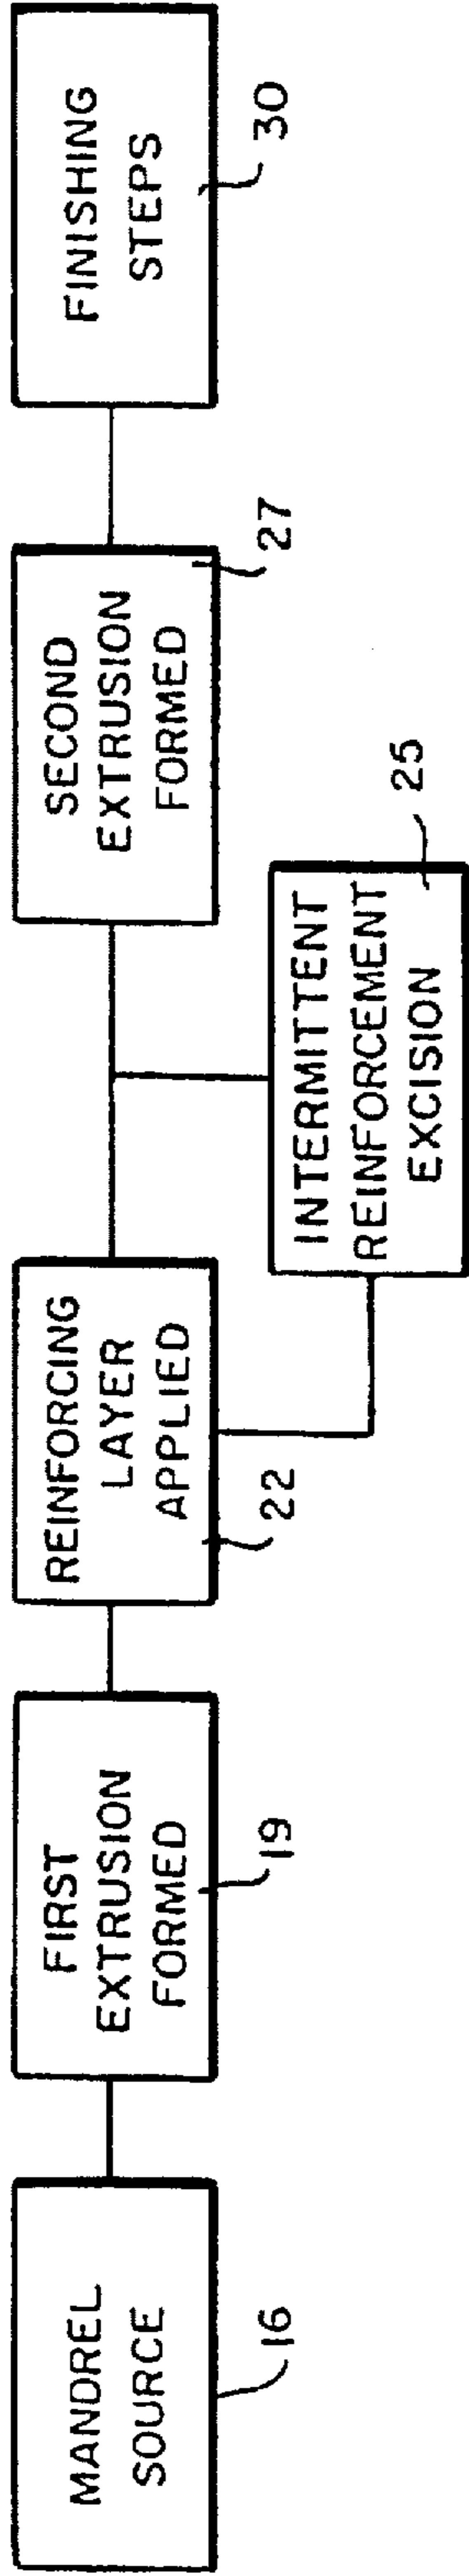 MANDREL
SOURCE
16
FIRST
EXTRUSION
FORMED
19
REINFORCING
LAYER
APPLIED
22
INTERMITTENT
REINFORCEMENT
EXCISION
25
SECOND
EXTRUSION
FORMED
27
FINISHING
STEPS
30